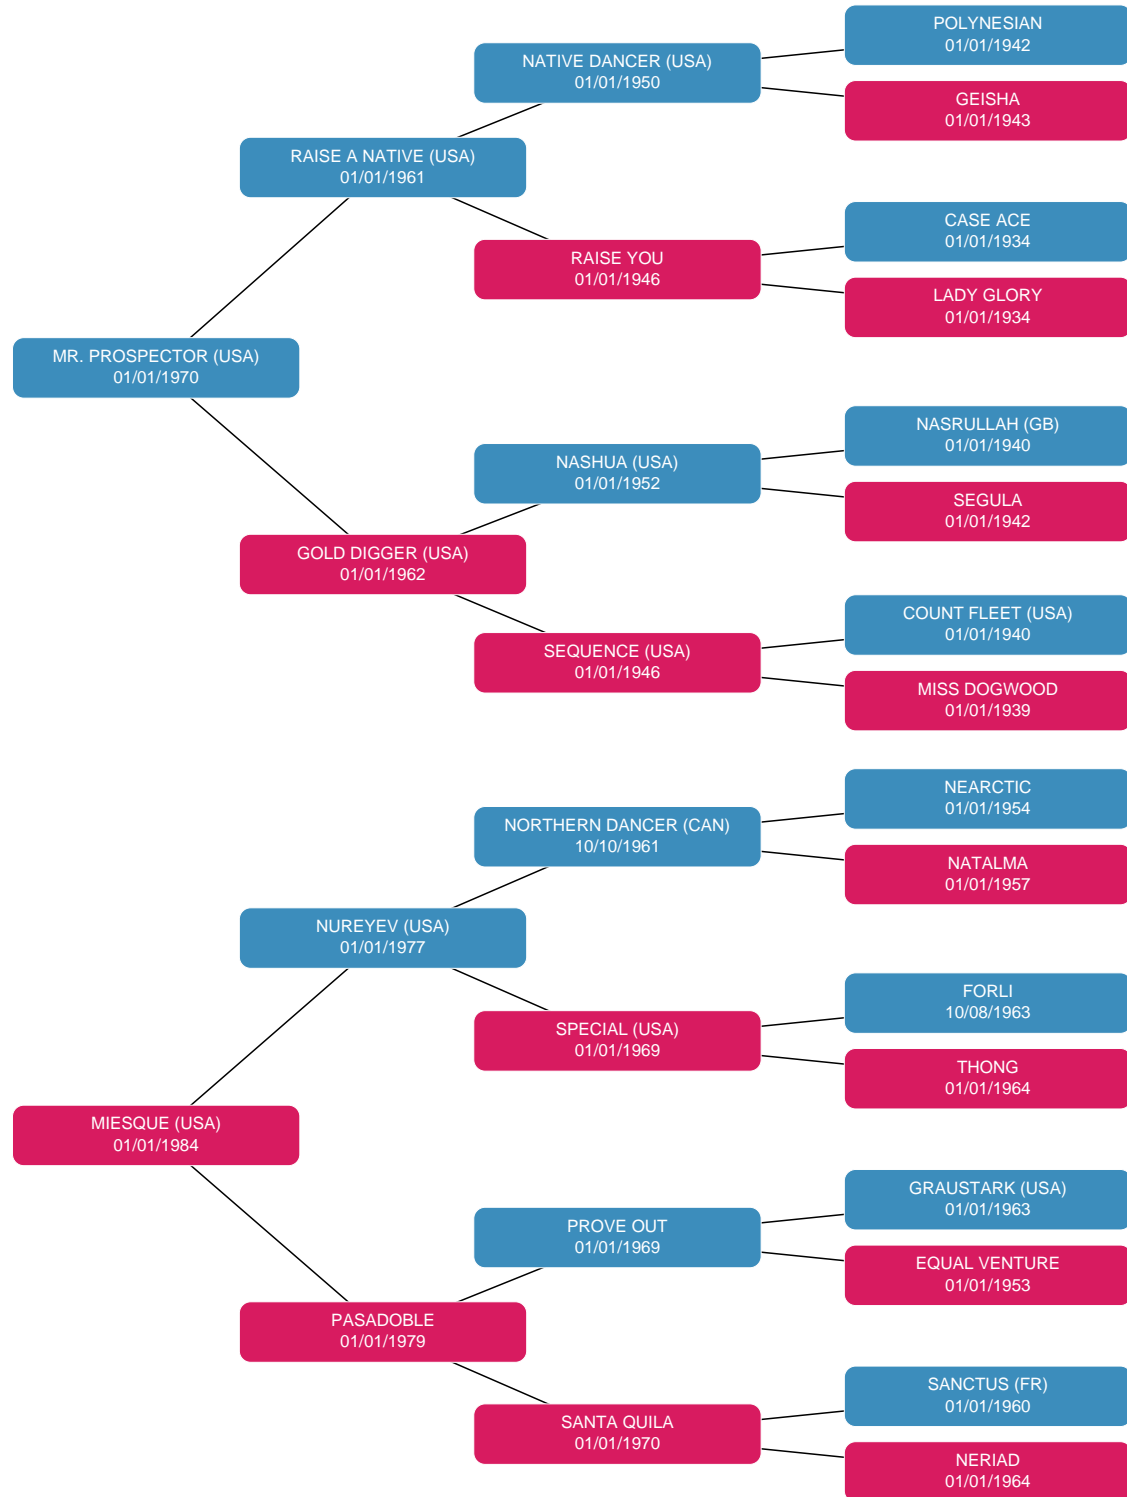 POLYNESIAN
01/01/1942
NATIVE DANCER (USA)
01/01/1950
GEISHA
01/01/1943
RAISE A NATIVE (USA)
01/01/1961
CASE ACE
01/01/1934
RAISE YOU
01/01/1946
LADY GLORY
01/01/1934
MR. PROSPECTOR (USA)
01/01/1970
NASRULLAH (GB)
01/01/1940
NASHUA (USA)
01/01/1952
SEGULA
01/01/1942
GOLD DIGGER (USA)
01/01/1962
COUNT FLEET (USA)
01/01/1940
SEQUENCE (USA)
01/01/1946
MISS DOGWOOD
01/01/1939
NEARCTIC
01/01/1954
NORTHERN DANCER (CAN)
10/10/1961
NATALMA
01/01/1957
NUREYEV (USA)
01/01/1977
FORLI
10/08/1963
SPECIAL (USA)
01/01/1969
THONG
01/01/1964
MIESQUE (USA)
01/01/1984
GRAUSTARK (USA)
01/01/1963
PROVE OUT
01/01/1969
EQUAL VENTURE
01/01/1953
PASADOBLE
01/01/1979
SANCTUS (FR)
01/01/1960
SANTA QUILA
01/01/1970
NERIAD
01/01/1964